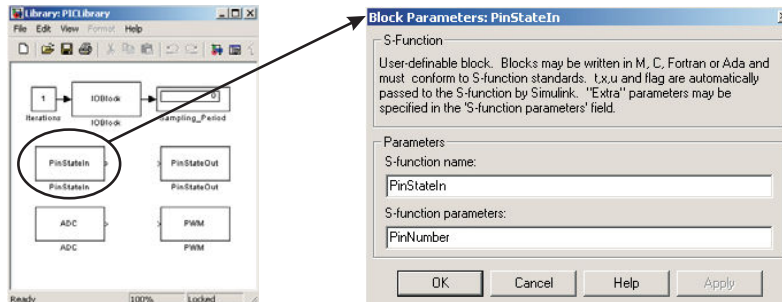 Library: PICLibrary
File Edit View Format Help
1
IOBlock
0
Iterations
IOBlock
Sampling_Period
PinStateIn
PinStateOut
PinStateIn
PinStateOut
ADC
PWM
ADC
PWM
Ready 100% Locked
Block Parameters: PinStateIn
S-Function
User-definable block. Blocks may be written in M, C, Fortran or Ada and
must conform to S-function standards. t,x,u and flag are automatically
passed to the S-function by Simulink. "Extra" parameters may be
specified in the 'S-function parameters' field.
Parameters
S-function name:
PinStateIn
S-function parameters:
PinNumber
OK Cancel Help Apply